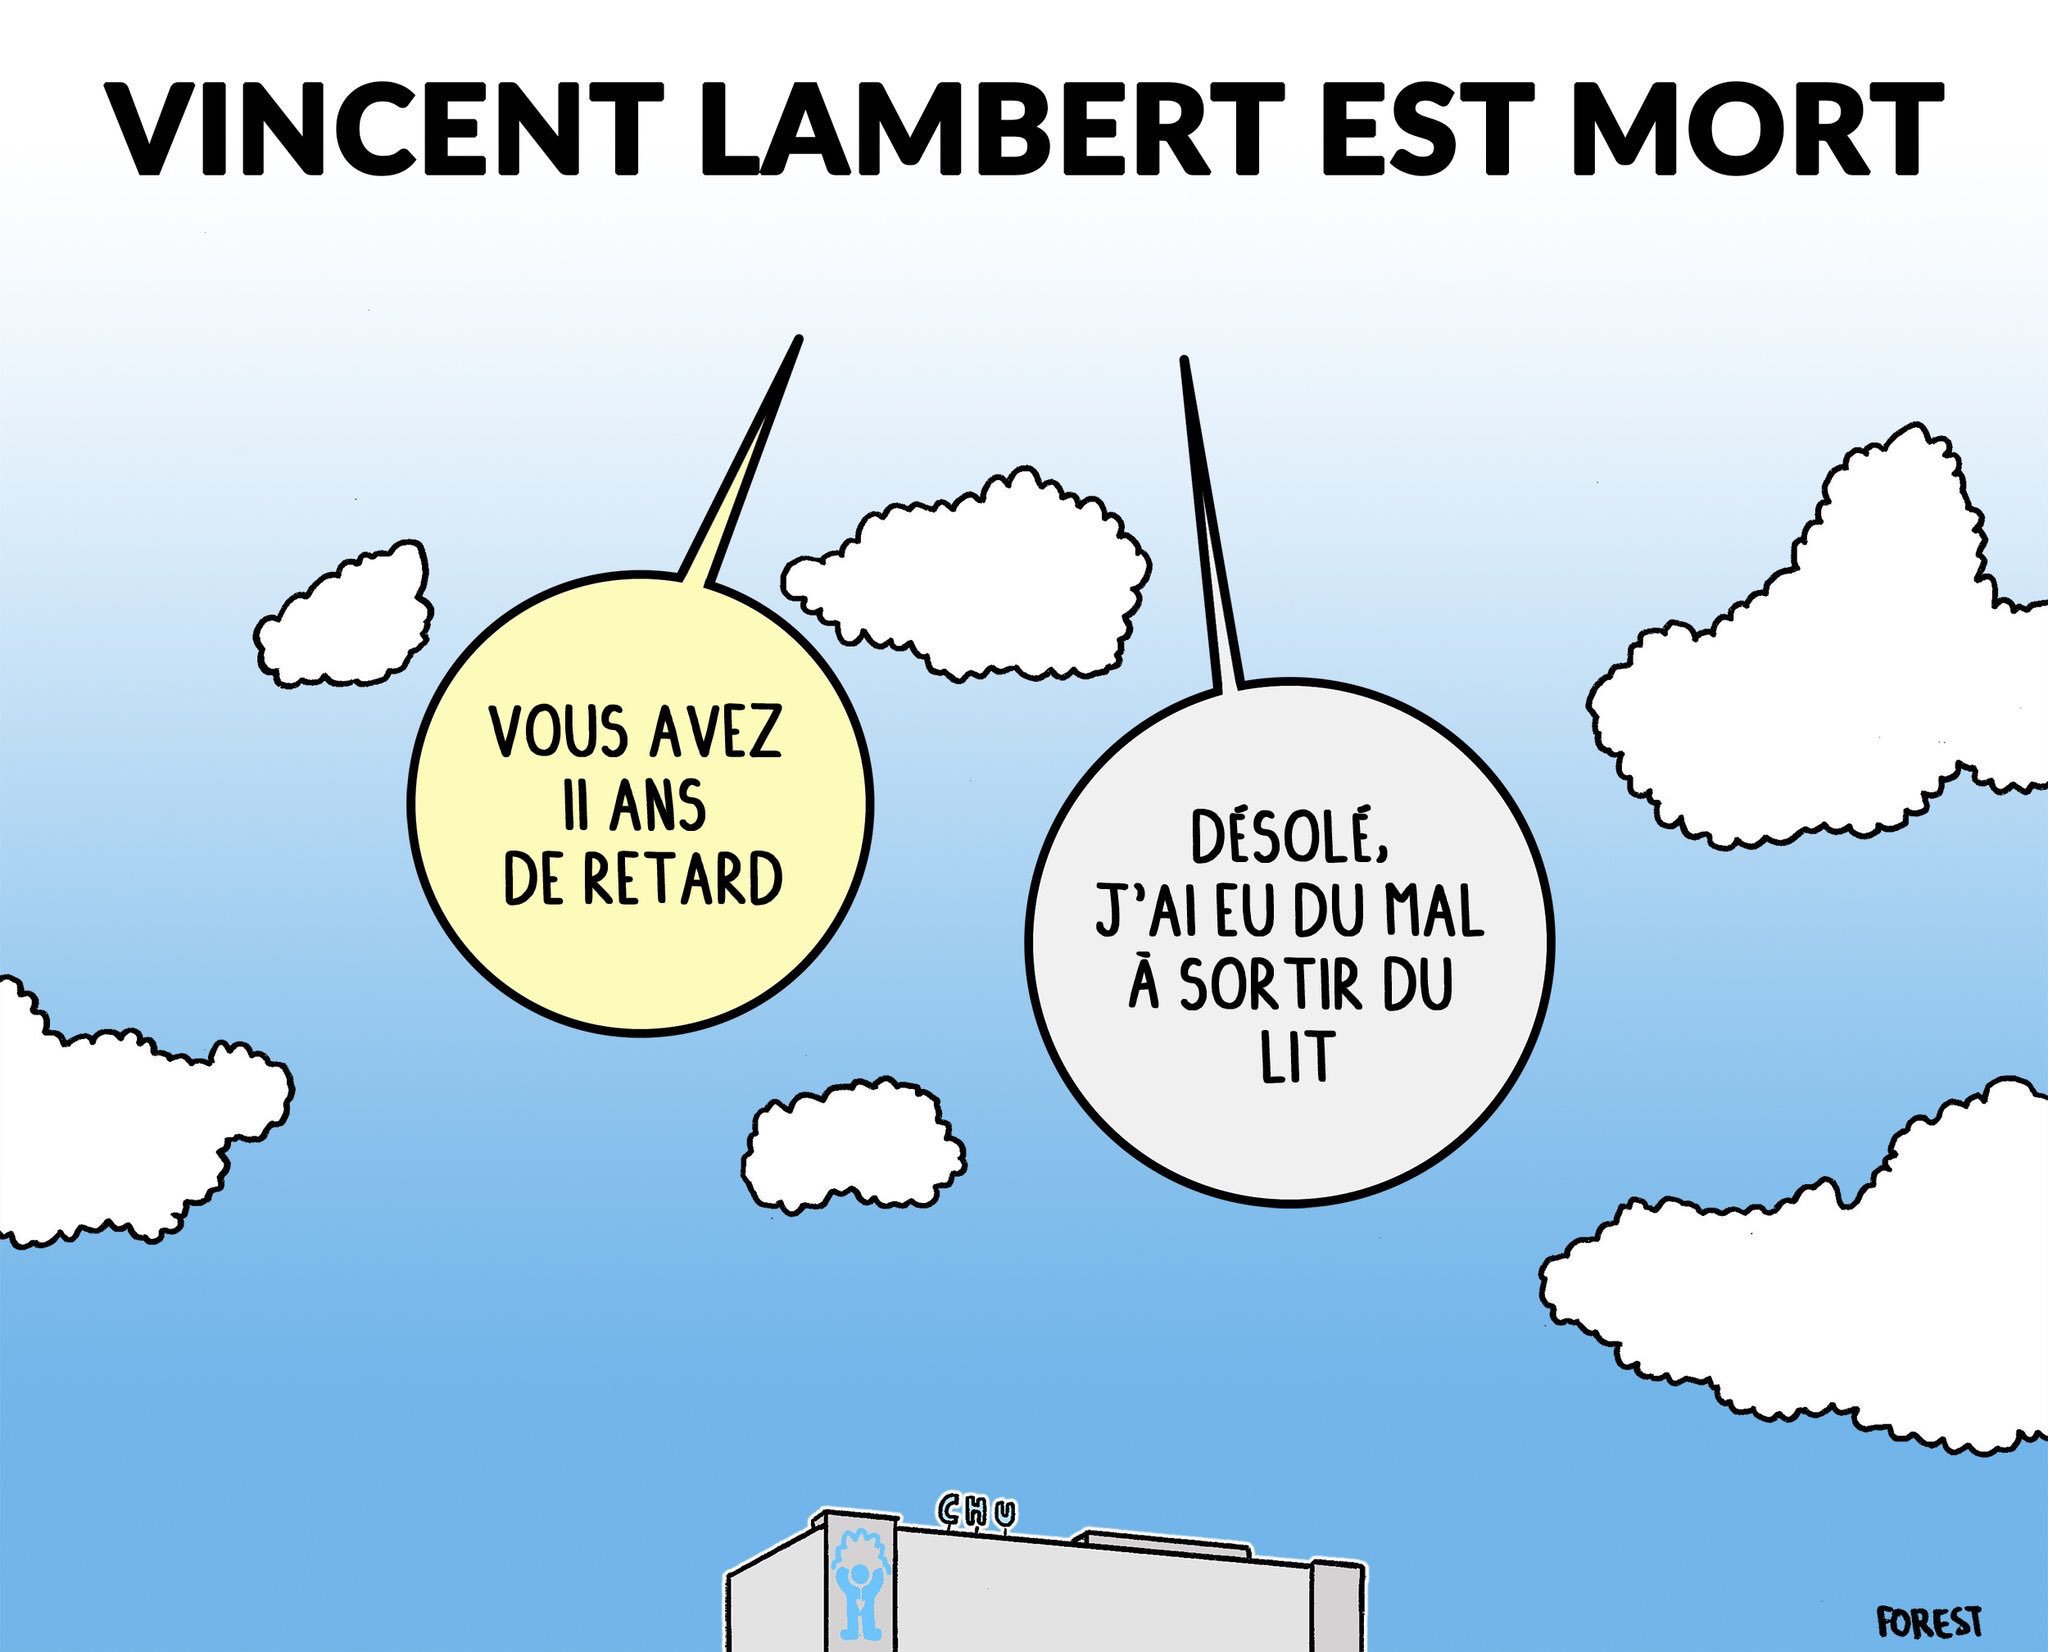 VINCENT LAMBERT EST MORT
VOUS AVEZ
11 ANS
DE RETARD
DÉSOLÉ,
J'AI EU DU MAL
À SORTIR DU
LIT
CHU
FOREST